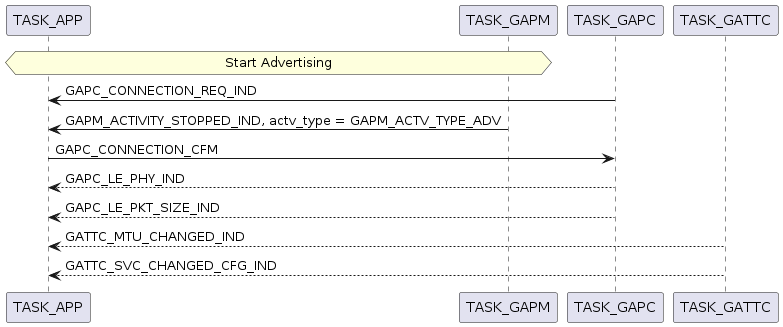 TASK_APP TASK_GAPM TASK_GAPC TASK_GATTC
Start Advertising
GAPC_CONNECTION_REQ_IND
GAPM_ACTIVITY_STOPPED_IND, actv_type = GAPM_ACTV_TYPE_ADV
GAPC_CONNECTION_CFM
GAPC_LE_PHY_IND
GAPC_LE_PKT_SIZE_IND
GATTC_MTU_CHANGED_IND
GATTC_SVC_CHANGED_CFG_IND
TASK_APP TASK_GAPM TASK_GAPC TASK_GATTC